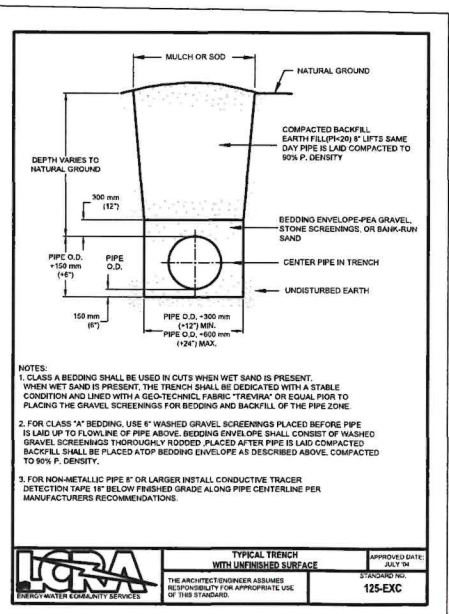 MULCH OR SOD
NATURAL GROUND
COMPACTED BACKFILL
EARTH FILL(PI<20) 8" LIFTS SAME
DAY PIPE IS LAID COMPACTED TO
90% P. DENSITY
DEPTH VARIES TO
NATURAL GROUND
300 mm
(12")
BEDDING ENVELOPE-PEA GRAVEL,
STONE SCREENINGS, OR BANK-RUN
SAND
PIPE O.D.
+150 mm
(+6")
PIPE
O.D.
CENTER PIPE IN TRENCH
UNDISTURBED EARTH
150 mm
(6")
PIPE O.D. +300 mm
(+12") MIN.
PIPE O.D. +600 mm
(+24") MAX.
NOTES:
1. CLASS A BEDDING SHALL BE USED IN CUTS WHEN WET SAND IS PRESENT.
WHEN WET SAND IS PRESENT, THE TRENCH SHALL BE DEDICATED WITH A STABLE
CONDITION AND LINED WITH A GEO-TECHNICL FABRIC "TREVIRA" OR EQUAL PIOR TO
PLACING THE GRAVEL SCREENINGS FOR BEDDING AND BACKFILL OF THE PIPE ZONE.
2. FOR CLASS "A" BEDDING, USE 6" WASHED GRAVEL SCREENINGS PLACED BEFORE PIPE
IS LAID UP TO FLOWLINE OF PIPE ABOVE. BEDDING ENVELOPE SHALL CONSIST OF WASHED
GRAVEL SCREENINGS THOROUGHLY RODDED ,PLACED AFTER PIPE IS LAID COMPACTED
BACKFILL SHALL BE PLACED ATOP BEDDING ENVELOPE AS DESCRIBED ABOVE. COMPACTED
TO 90% P. DENSITY.
3. FOR NON-METALLIC PIPE 8" OR LARGER INSTALL CONDUCTIVE TRACER
DETECTION TAPE 18" BELOW FINISHED GRADE ALONG PIPE CENTERLINE PER
MANUFACTURERS RECOMMENDATIONS.
LCRA
ENERGY·WATER COMMUNITY SERVICES
TYPICAL TRENCH
WITH UNFINISHED SURFACE
APPROVED DATE:
JULY '04
THE ARCHITECT/ENGINEER ASSUMES
RESPONSIBILITY FOR APPROPRIATE USE
OF THIS STANDARD.
STANDARD NO.
125-EXC